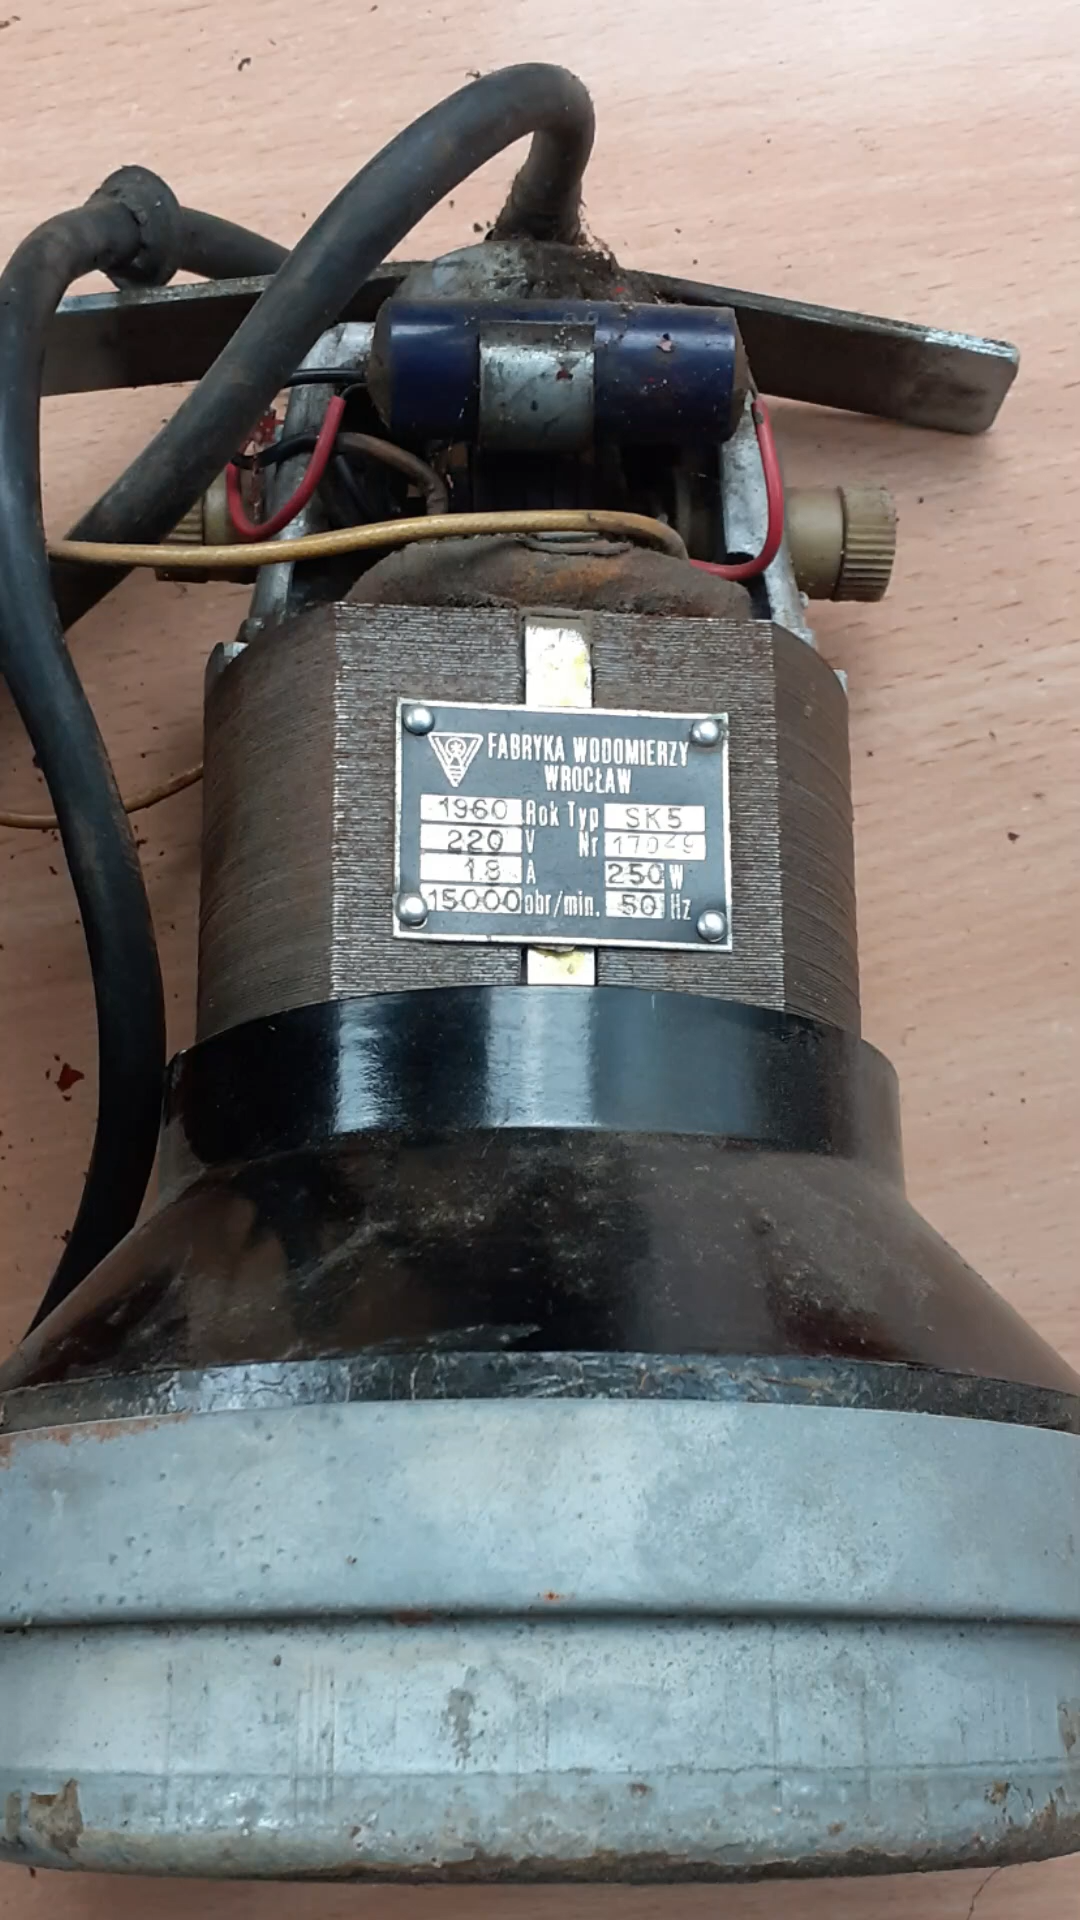 FABRYKA WODOMIERZY
WROCŁAW
1960 Rok Typ SK5
220 V Nr 17049
1.8 A 250 W
15000 obr/min. 50 Hz